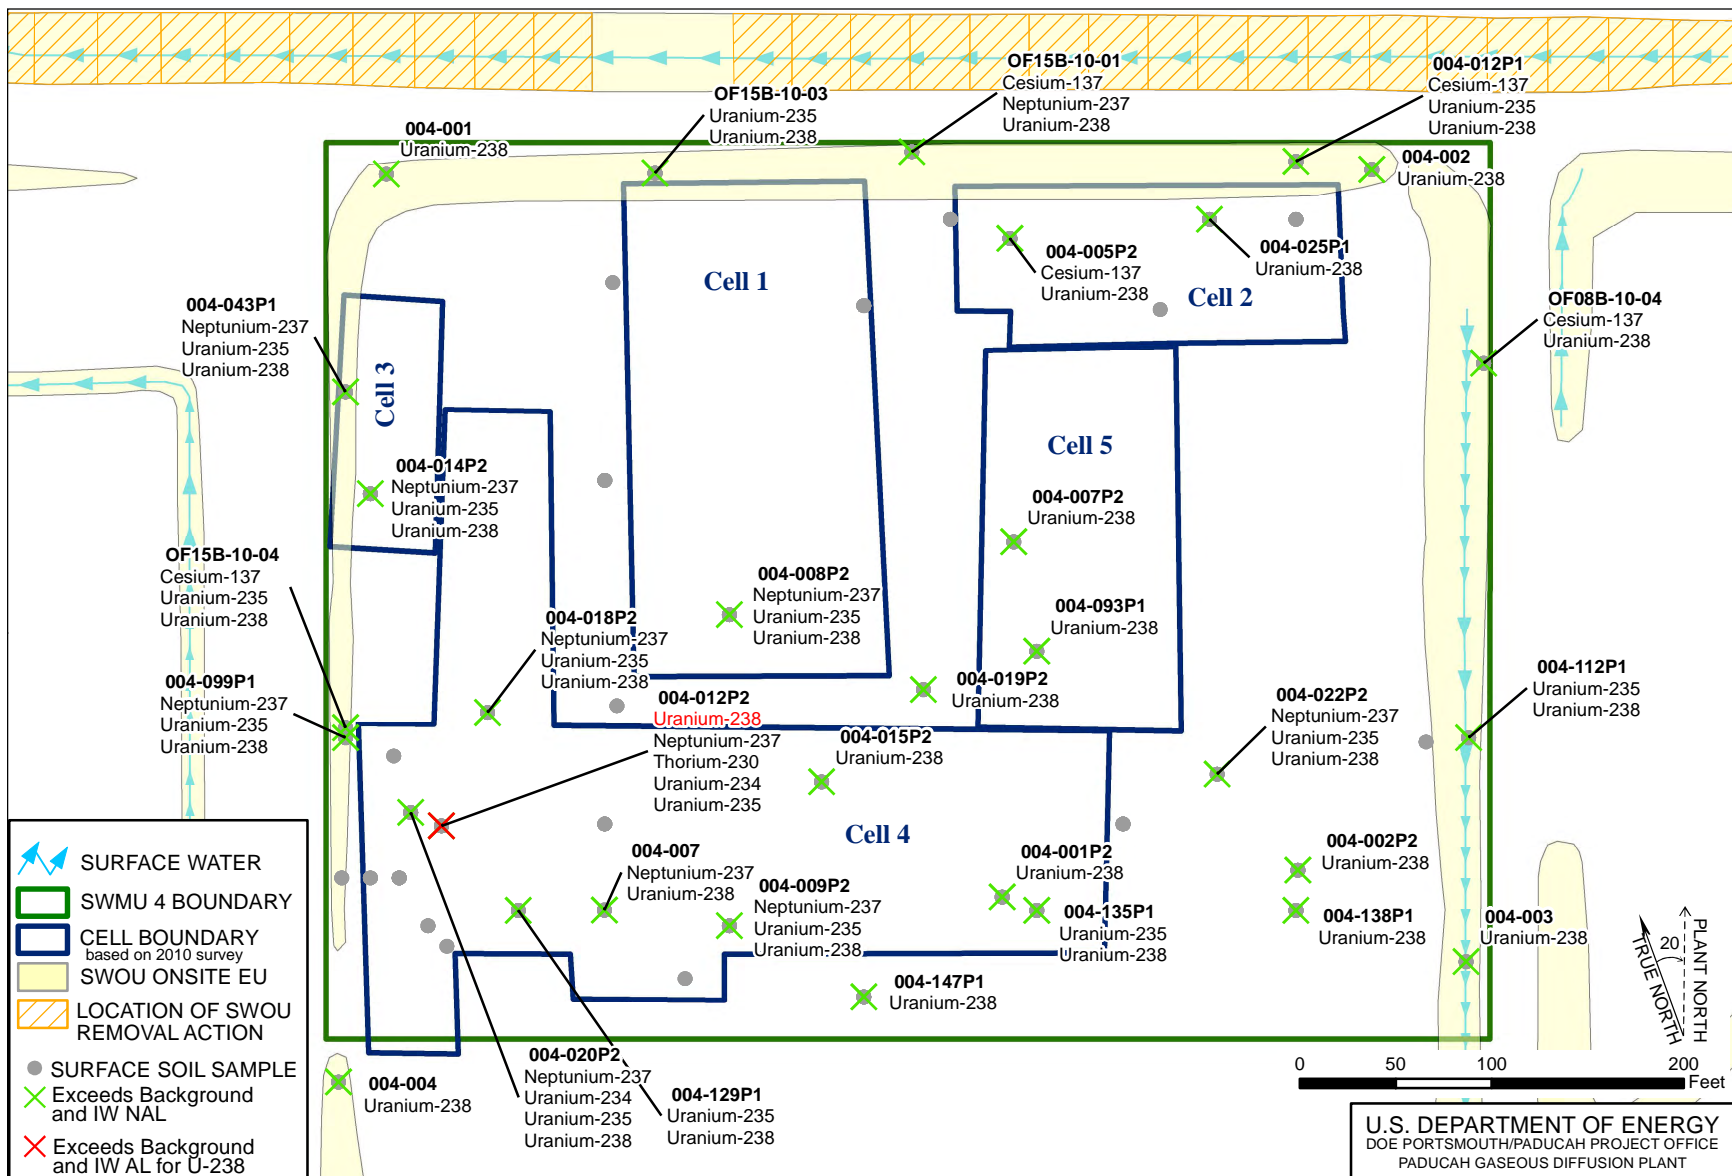 OF15B-10-01
Cesium-137
Neptunium-237
Uranium-238
004-012P1
Cesium-137
Uranium-235
Uranium-238
OF15B-10-03
Uranium-235
Uranium-238
004-001
Uranium-238
004-002
Uranium-238
004-005P2
Cesium-137
Uranium-238
004-025P1
Uranium-238
Cell 1
Cell 2
OF08B-10-04
Cesium-137
Uranium-238
004-043P1
Neptunium-237
Uranium-235
Uranium-238
Cell 3
Cell 5
004-014P2
Neptunium-237
Uranium-235
Uranium-238
004-007P2
Uranium-238
OF15B-10-04
Cesium-137
Uranium-235
Uranium-238
004-008P2
Neptunium-237
Uranium-235
Uranium-238
004-093P1
Uranium-238
004-018P2
Neptunium-237
Uranium-235
Uranium-238
004-099P1
Neptunium-237
Uranium-235
Uranium-238
004-019P2
Uranium-238
004-012P2
Uranium-238
Neptunium-237
Thorium-230
Uranium-234
Uranium-235
004-015P2
Uranium-238
004-022P2
Neptunium-237
Uranium-235
Uranium-238
004-112P1
Uranium-235
Uranium-238
Cell 4
004-007
Neptunium-237
Uranium-238
004-009P2
Neptunium-237
Uranium-235
Uranium-238
004-001P2
Uranium-238
004-135P1
Uranium-235
Uranium-238
004-002P2
Uranium-238
004-138P1
Uranium-238
004-003
Uranium-238
004-147P1
Uranium-238
004-020P2
Neptunium-237
Uranium-234
Uranium-235
Uranium-238
004-129P1
Uranium-235
Uranium-238
004-004
Uranium-238
SURFACE WATER
SWMU 4 BOUNDARY
CELL BOUNDARY
based on 2010 survey
SWOU ONSITE EU
LOCATION OF SWOU
REMOVAL ACTION
SURFACE SOIL SAMPLE
Exceeds Background
and IW NAL
Exceeds Background
and IW AL for U-238
TRUE NORTH
20
PLANT NORTH
0 50 100 200
Feet
U.S. DEPARTMENT OF ENERGY
DOE PORTSMOUTH/PADUCAH PROJECT OFFICE
PADUCAH GASEOUS DIFFUSION PLANT